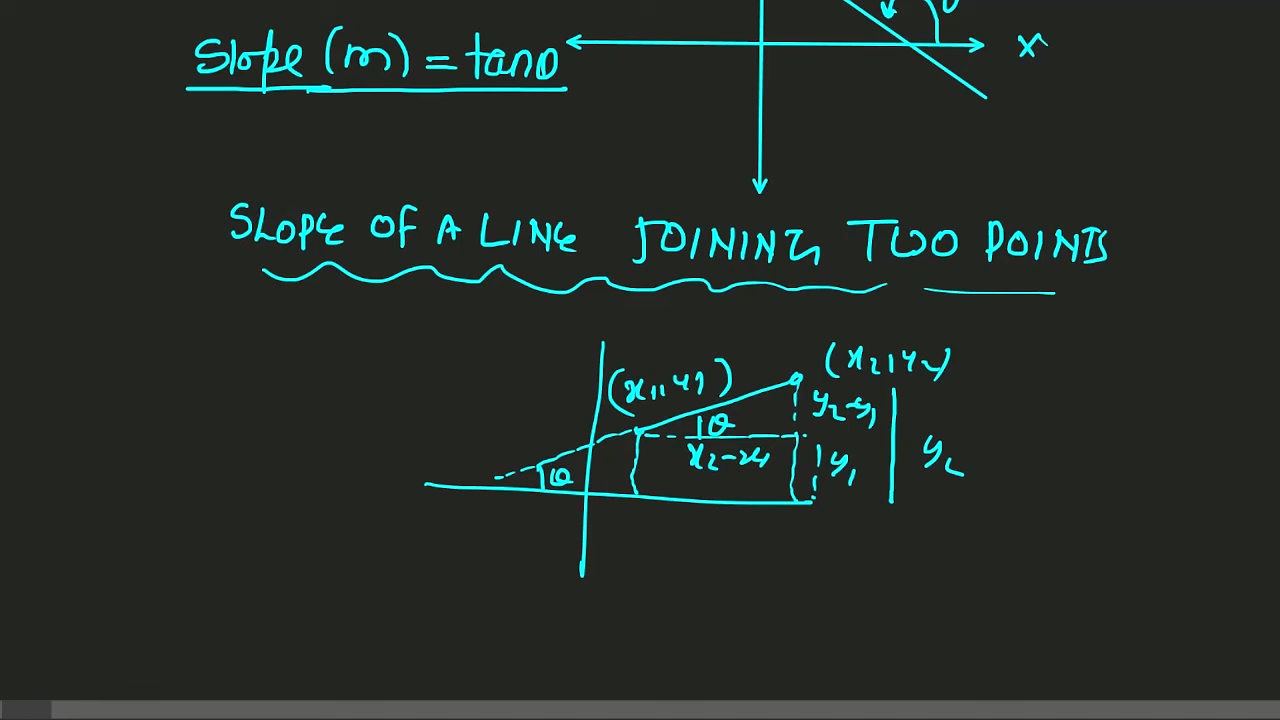 Slope (m) = tanθ
θ
x
SLOPE OF A LINE JOINING TWO POINTS
(x₂, y₂)
(x₁, y₁)
y₂-y₁
θ
x₂-x₁
y₁
y₂
θ